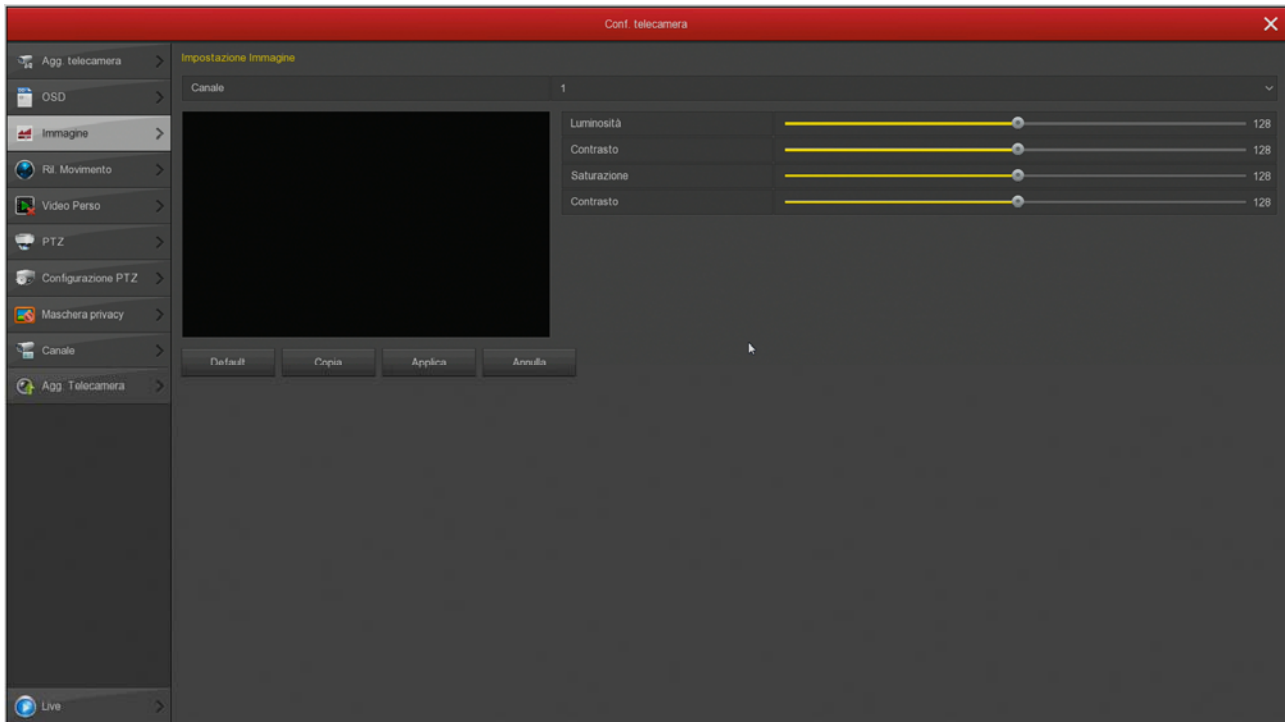 Conf. telecamera
Agg. telecamera
OSD
Immagine
Ril. Movimento
Video Perso
PTZ
Configurazione PTZ
Maschera privacy
Canale
Agg. Telecamera
Live
Impostazione Immagine
Canale 1
Luminosità 128
Contrasto 128
Saturazione 128
Contrasto 128
Default Copia Applica Annulla